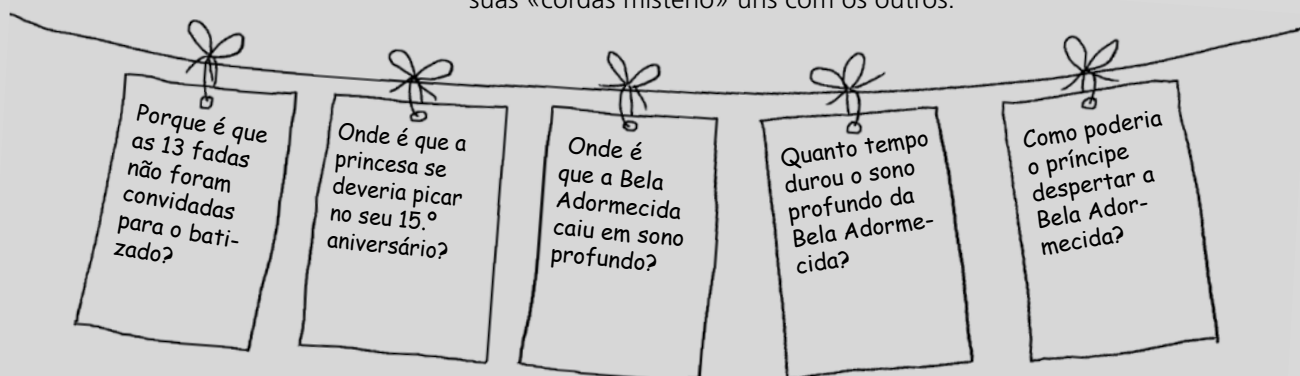 suas «cordas mistério» uns com os outros.
Porque é que
as 13 fadas
não foram
convidadas
para o bati-
zado?
Onde é que a
princesa se
deveria picar
no seu 15.º
aniversário?
Onde é
que a Bela
Adormecida
caiu em sono
profundo?
Quanto tempo
durou o sono
profundo da
Bela Adorme-
cida?
Como poderia
o príncipe
despertar a
Bela Ador-
mecida?